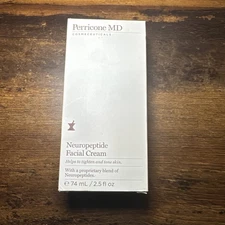 Perricone MD
COSMECEUTICALS
Neuropeptide
Facial Cream
Helps to tighten and tone skin.
With a proprietary blend of
Neuropeptides.
e 74 mL / 2.5 fl oz